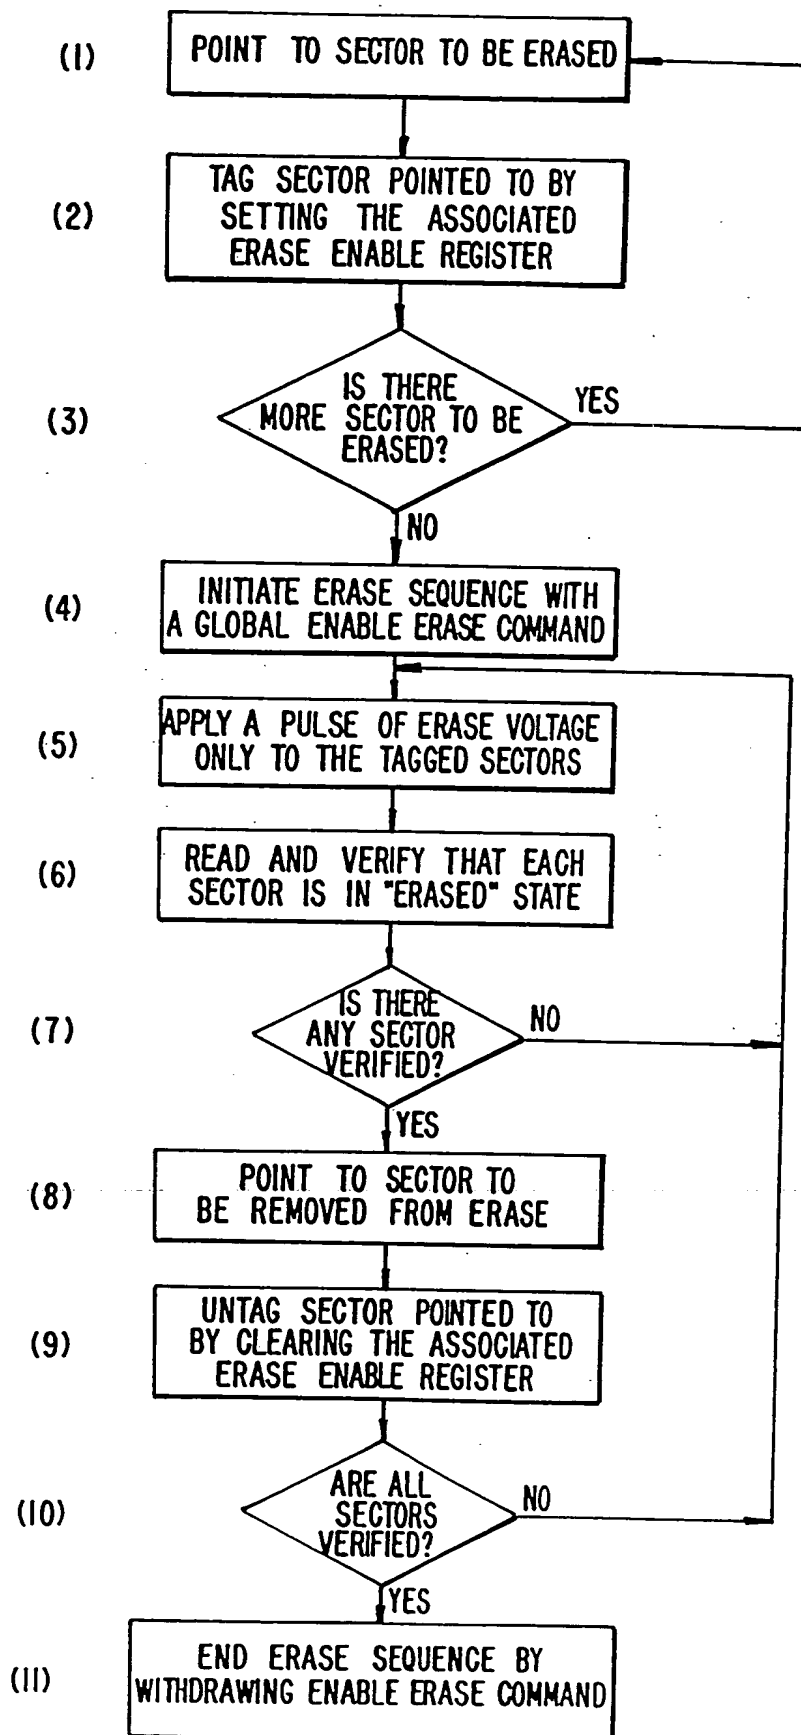 (1)
POINT TO SECTOR TO BE ERASED
(2)
TAG SECTOR POINTED TO BY
SETTING THE ASSOCIATED
ERASE ENABLE REGISTER
(3)
IS THERE
MORE SECTOR TO BE
ERASED?
YES
NO
(4)
INITIATE ERASE SEQUENCE WITH
A GLOBAL ENABLE ERASE COMMAND
(5)
APPLY A PULSE OF ERASE VOLTAGE
ONLY TO THE TAGGED SECTORS
(6)
READ AND VERIFY THAT EACH
SECTOR IS IN "ERASED" STATE
(7)
IS THERE
ANY SECTOR
VERIFIED?
NO
YES
(8)
POINT TO SECTOR TO
BE REMOVED FROM ERASE
(9)
UNTAG SECTOR POINTED TO
BY CLEARING THE ASSOCIATED
ERASE ENABLE REGISTER
(10)
ARE ALL
SECTORS
VERIFIED?
NO
YES
(11)
END ERASE SEQUENCE BY
WITHDRAWING ENABLE ERASE COMMAND